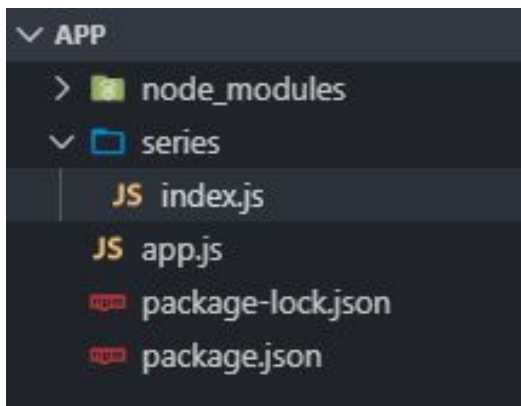 APP
node_modules
series
JS index.js
JS app.js
package-lock.json
package.json